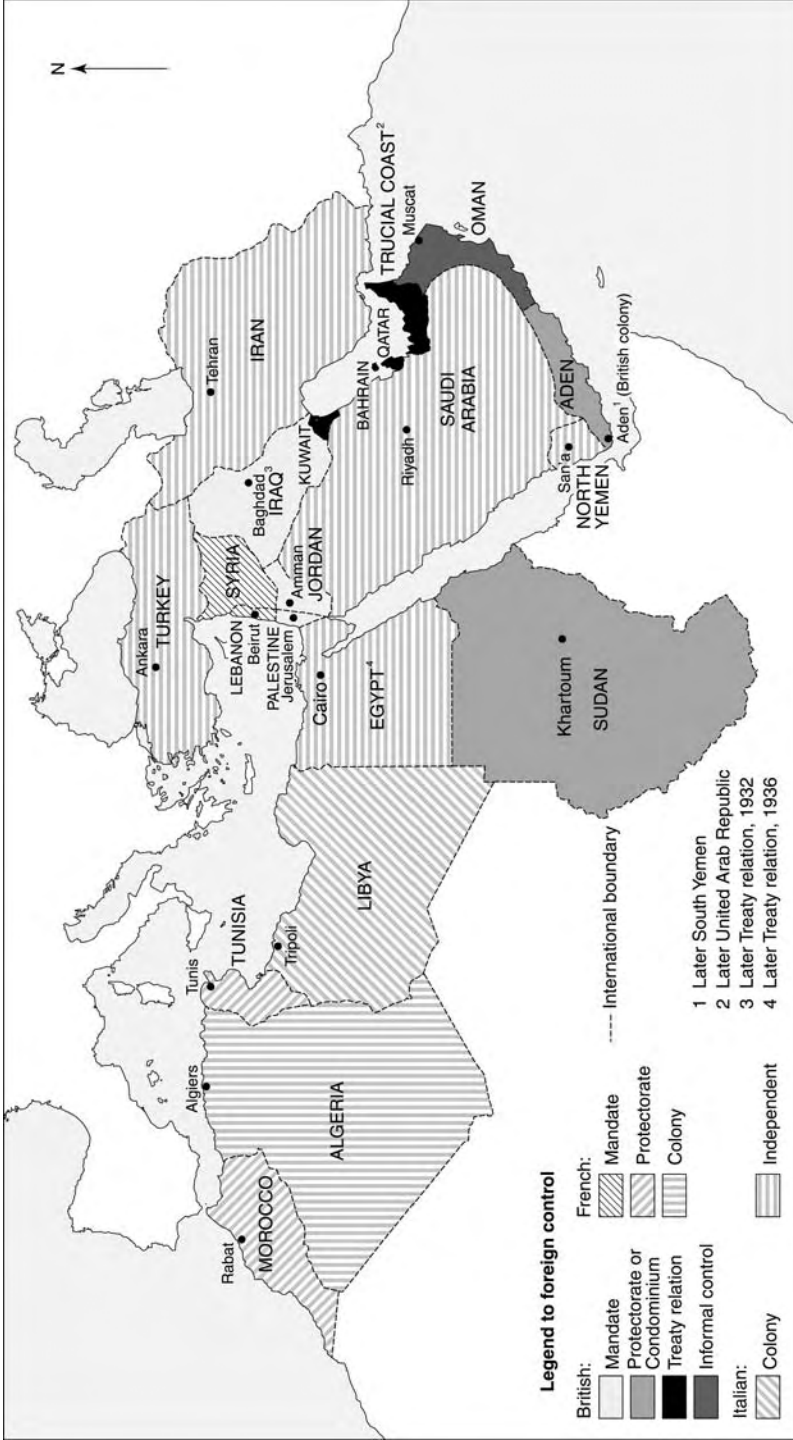 N
Ankara
TURKEY
Tehran
IRAN
SYRIA
Baghdad
IRAQ³
LEBANON
Beirut
Amman
JORDAN
PALESTINE
Jerusalem
KUWAIT
BAHRAIN
QATAR
TRUCIAL COAST²
Muscat
OMAN
Riyadh
SAUDI
ARABIA
ADEN
Aden¹ (British colony)
San'a
NORTH
YEMEN
Cairo
EGYPT⁴
Khartoum
SUDAN
LIBYA
Tripoli
TUNISIA
Tunis
Algiers
ALGERIA
Rabat
MOROCCO
Legend to foreign control
British:
Mandate
Protectorate or
Condominium
Treaty relation
Informal control
Italian:
Colony
French:
Mandate
Protectorate
Colony
Independent
International boundary
1 Later South Yemen
2 Later United Arab Republic
3 Later Treaty relation, 1932
4 Later Treaty relation, 1936